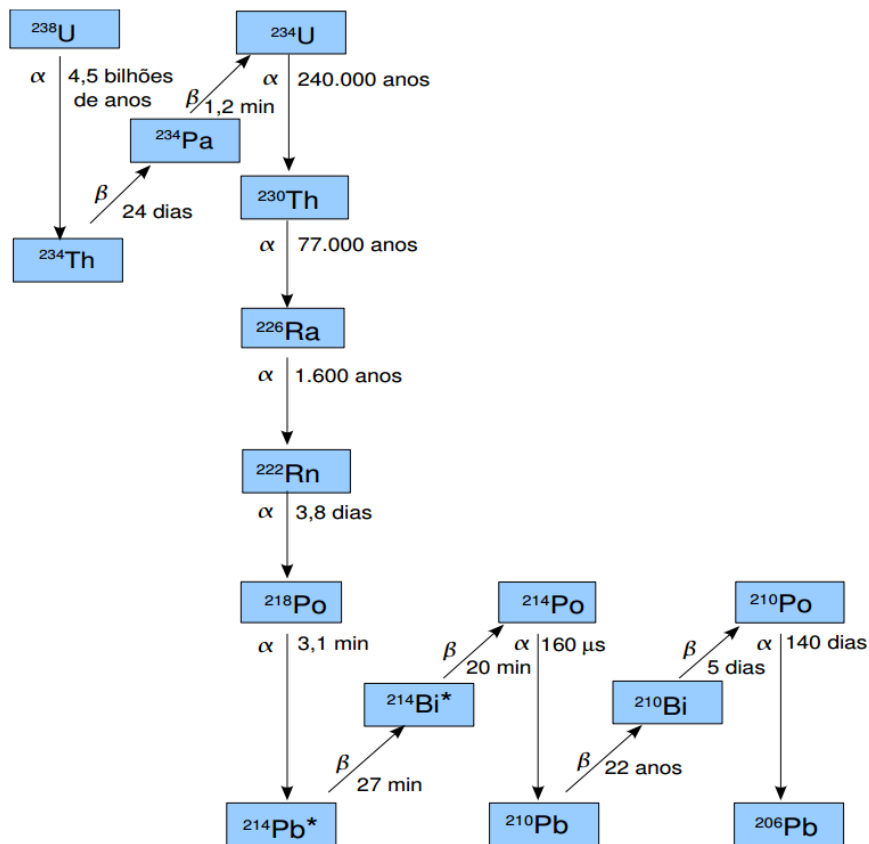 ²³⁸U
²³⁴U
α
4,5 bilhões
de anos
β
1,2 min
α
240.000 anos
²³⁴Pa
β
24 dias
²³⁰Th
²³⁴Th
α
77.000 anos
²²⁶Ra
α
1.600 anos
²²²Rn
α
3,8 dias
²¹⁸Po
²¹⁴Po
²¹⁰Po
α
3,1 min
β
20 min
α
160 µs
β
5 dias
α
140 dias
²¹⁴Bi*
²¹⁰Bi
β
27 min
β
22 anos
²¹⁴Pb*
²¹⁰Pb
²⁰⁶Pb